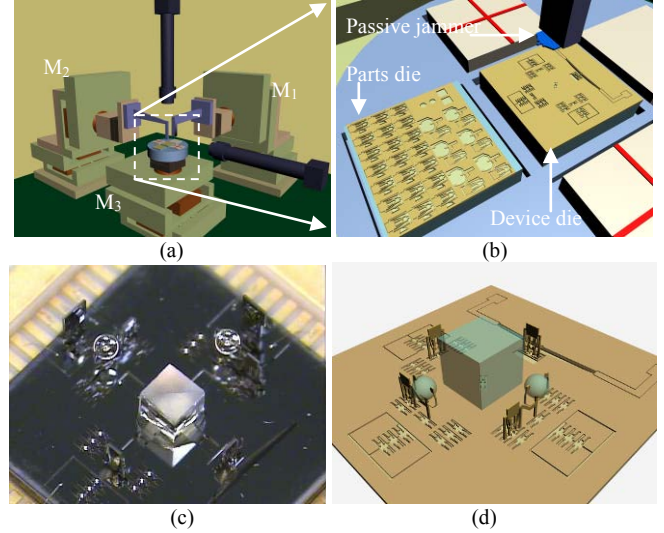 M2
M1
M3
(a)
Passive jammer
Parts die
Device die
(b)
(c)
(d)